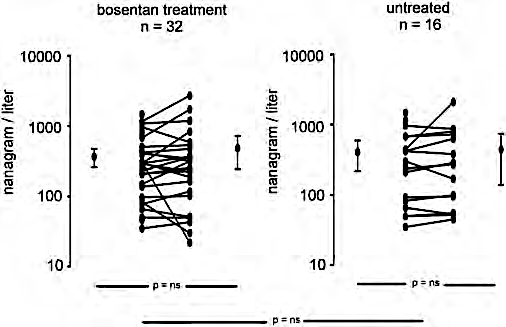 bosentan treatment
n = 32
untreated
n = 16
nanagram / liter
10000
1000
100
10
nanagram / liter
10000
1000
100
10
p = ns
p = ns
p = ns